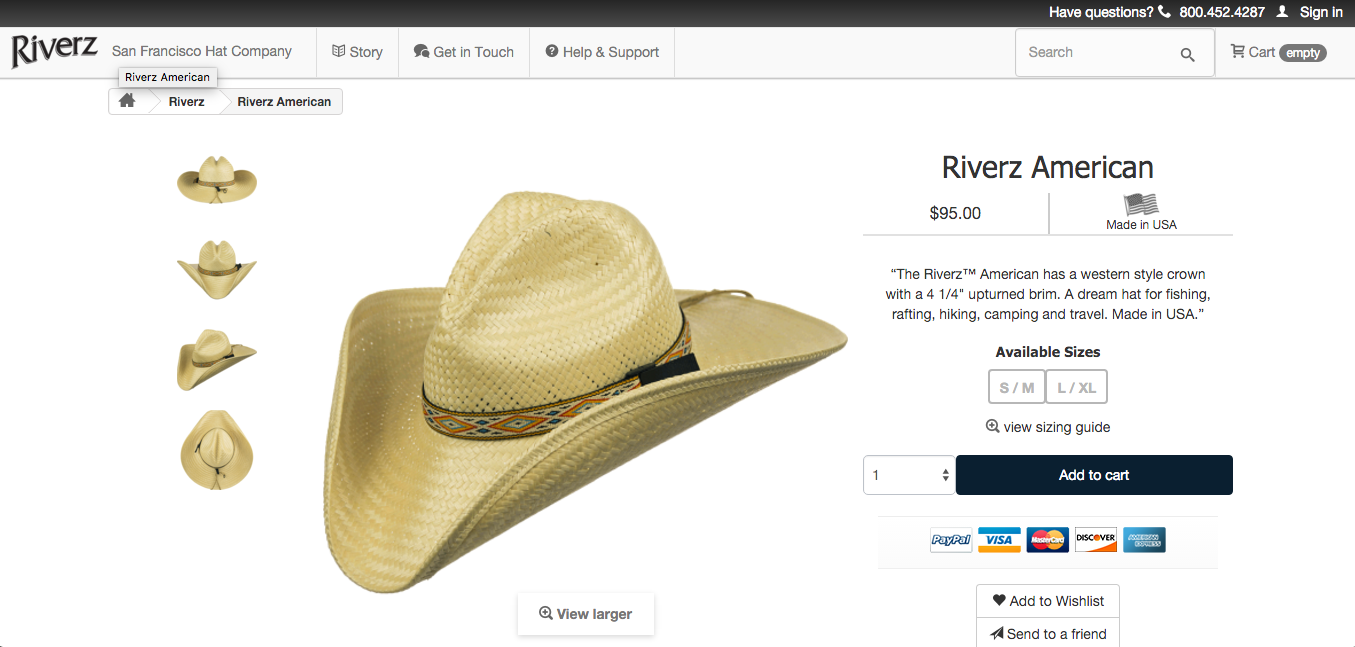 Have questions? 800.452.4287 Sign in
Riverz San Francisco Hat Company Story Get in Touch Help & Support Search Cart empty
Riverz American
Riverz Riverz American
Riverz American
$95.00
Made in USA
“The Riverz™ American has a western style crown
with a 4 1/4" upturned brim. A dream hat for fishing,
rafting, hiking, camping and travel. Made in USA.”
Available Sizes
S / M L / XL
view sizing guide
1 Add to cart
PayPal VISA MasterCard DISCOVER AMERICAN EXPRESS
View larger
Add to Wishlist
Send to a friend